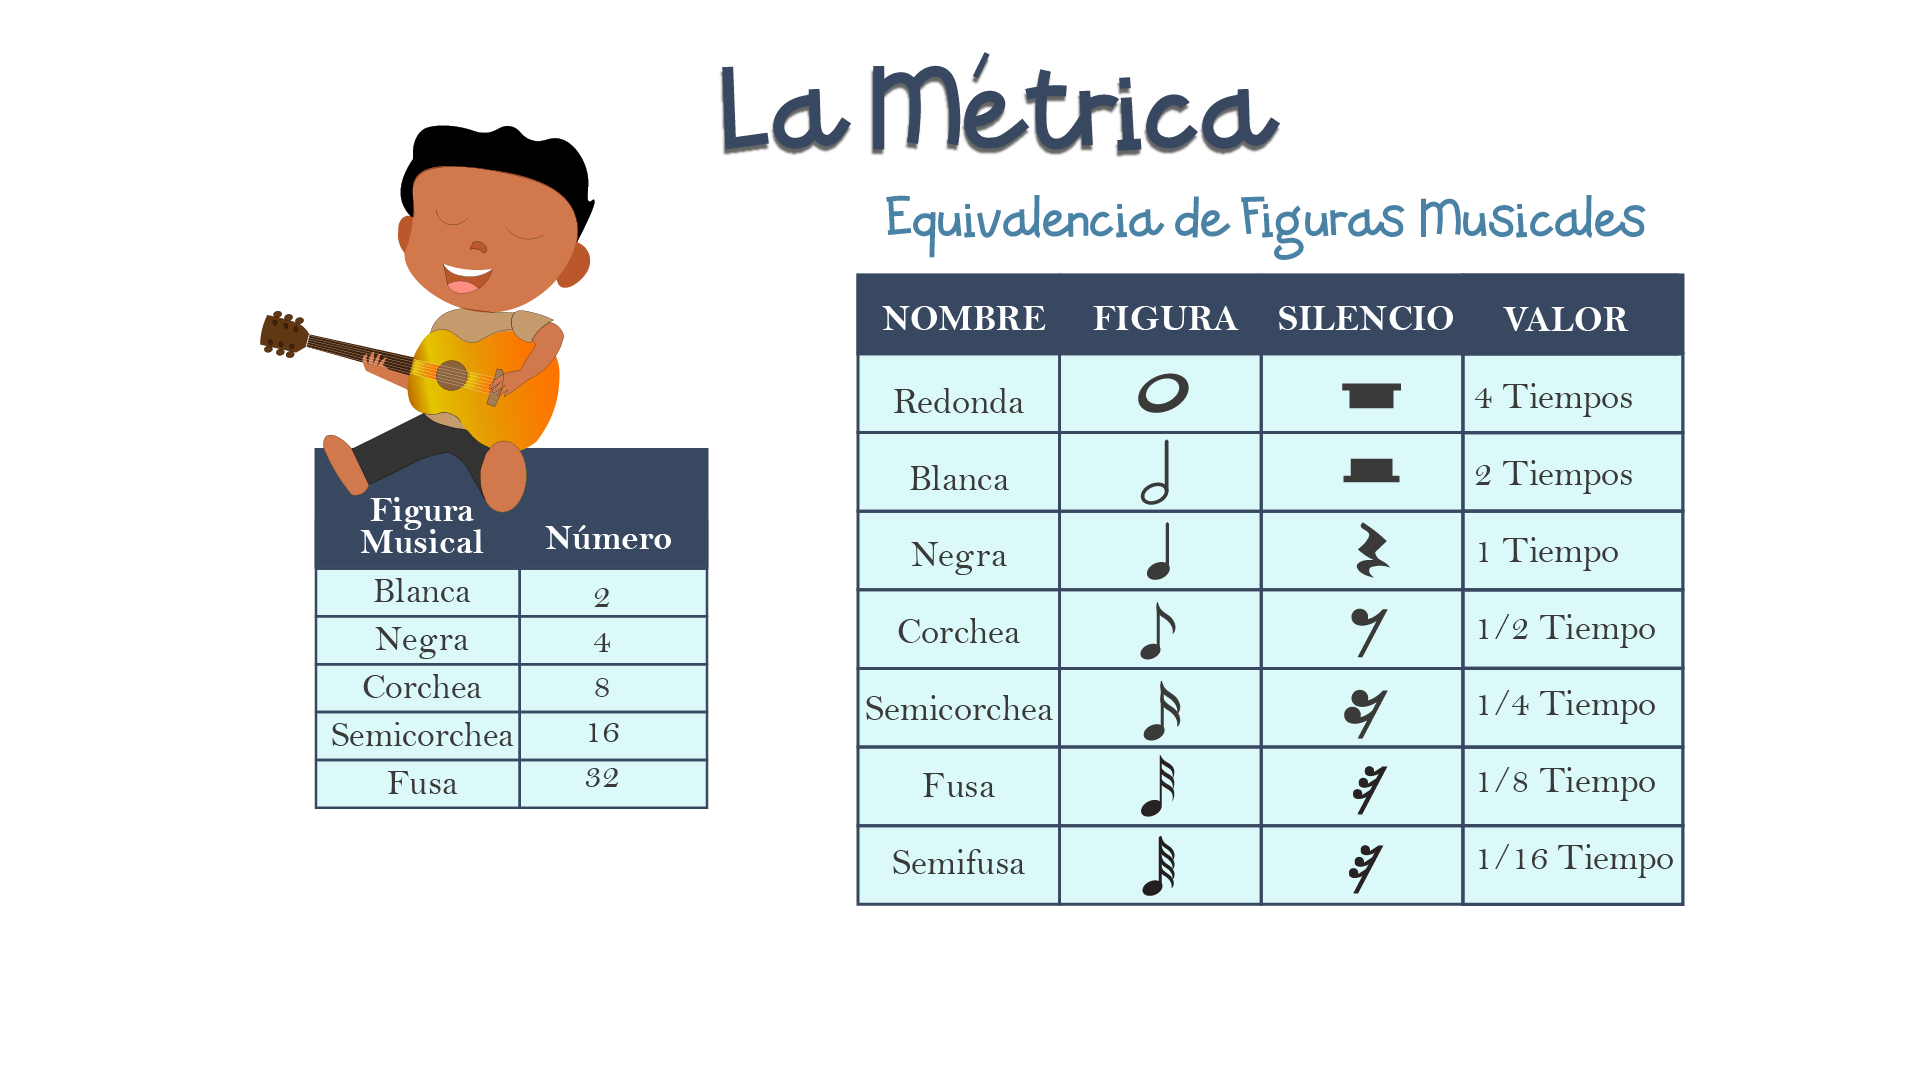 La Métrica
Equivalencia de Figuras Musicales
Figura
Musical
Número
Blanca 2
Negra 4
Corchea 8
Semicorchea 16
Fusa 32
NOMBRE FIGURA SILENCIO VALOR
Redonda 4 Tiempos
Blanca 2 Tiempos
Negra 1 Tiempo
Corchea 1/2 Tiempo
Semicorchea 1/4 Tiempo
Fusa 1/8 Tiempo
Semifusa 1/16 Tiempo